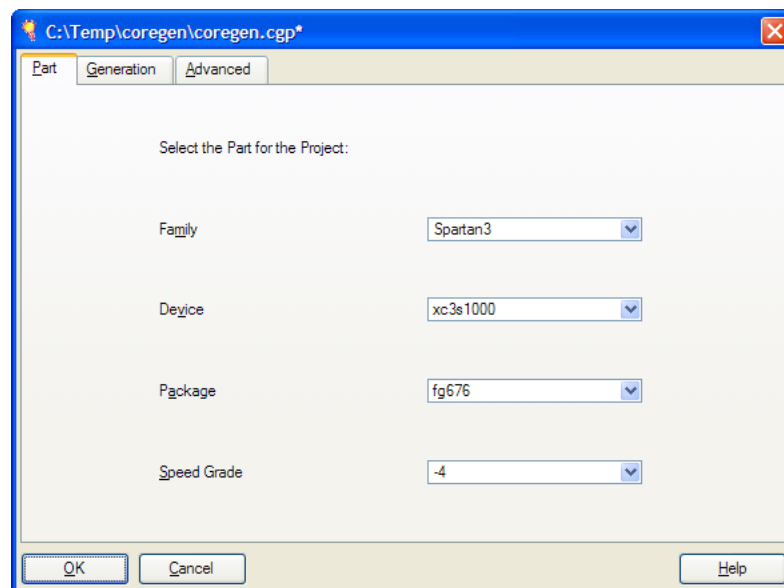 C:\Temp\coregen\coregen.cgp*
Part Generation Advanced
Select the Part for the Project:
Family Spartan3
Device xc3s1000
Package fg676
Speed Grade -4
OK Cancel Help